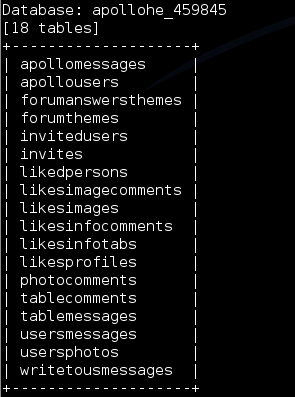 Database: apollohe_459845
[18 tables]
+---------------------+
| apollomessages      |
| apollousers         |
| forumanswersthemes  |
| forumthemes         |
| invitedusers        |
| invites             |
| likedpersons        |
| likesimagecomments  |
| likesimages         |
| likesinfocomments   |
| likesinfotabs       |
| likesprofiles       |
| photocomments       |
| tablecomments       |
| tablemessages       |
| usersmessages       |
| usersphotos         |
| writetousmessages   |
+---------------------+